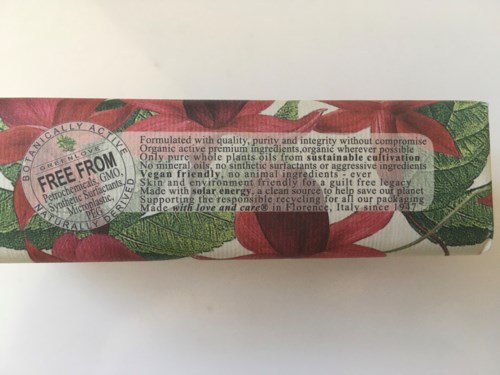 BOTANICALLY ACTIVE
GREENLOVE
FREE FROM
Petrochemicals, GMO,
Synthetic Surfactants,
Microplastic,
PEG
NATURALLY DERIVED
Formulated with quality, purity and integrity without compromise
Organic active premium ingredients,organic wherever possible
Only pure whole plants oils from sustainable cultivation
No mineral oils, no sinthetic surfactants or aggressive ingredients
Vegan friendly, no animal ingredients - ever
Skin and environment friendly for a guilt free legacy
Made with solar energy, a clean source to help save our planet
Supporting the responsible recycling for all our packaging
Made with love and care® in Florence, Italy since 1947